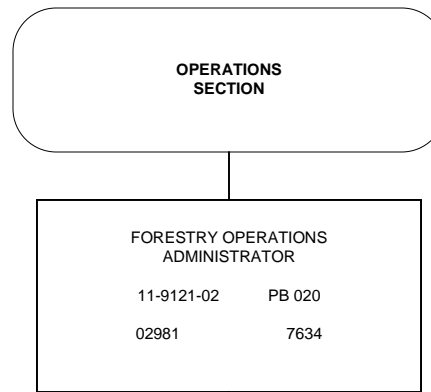 OPERATIONS
SECTION
FORESTRY OPERATIONS
ADMINISTRATOR
11-9121-02 PB 020
02981 7634